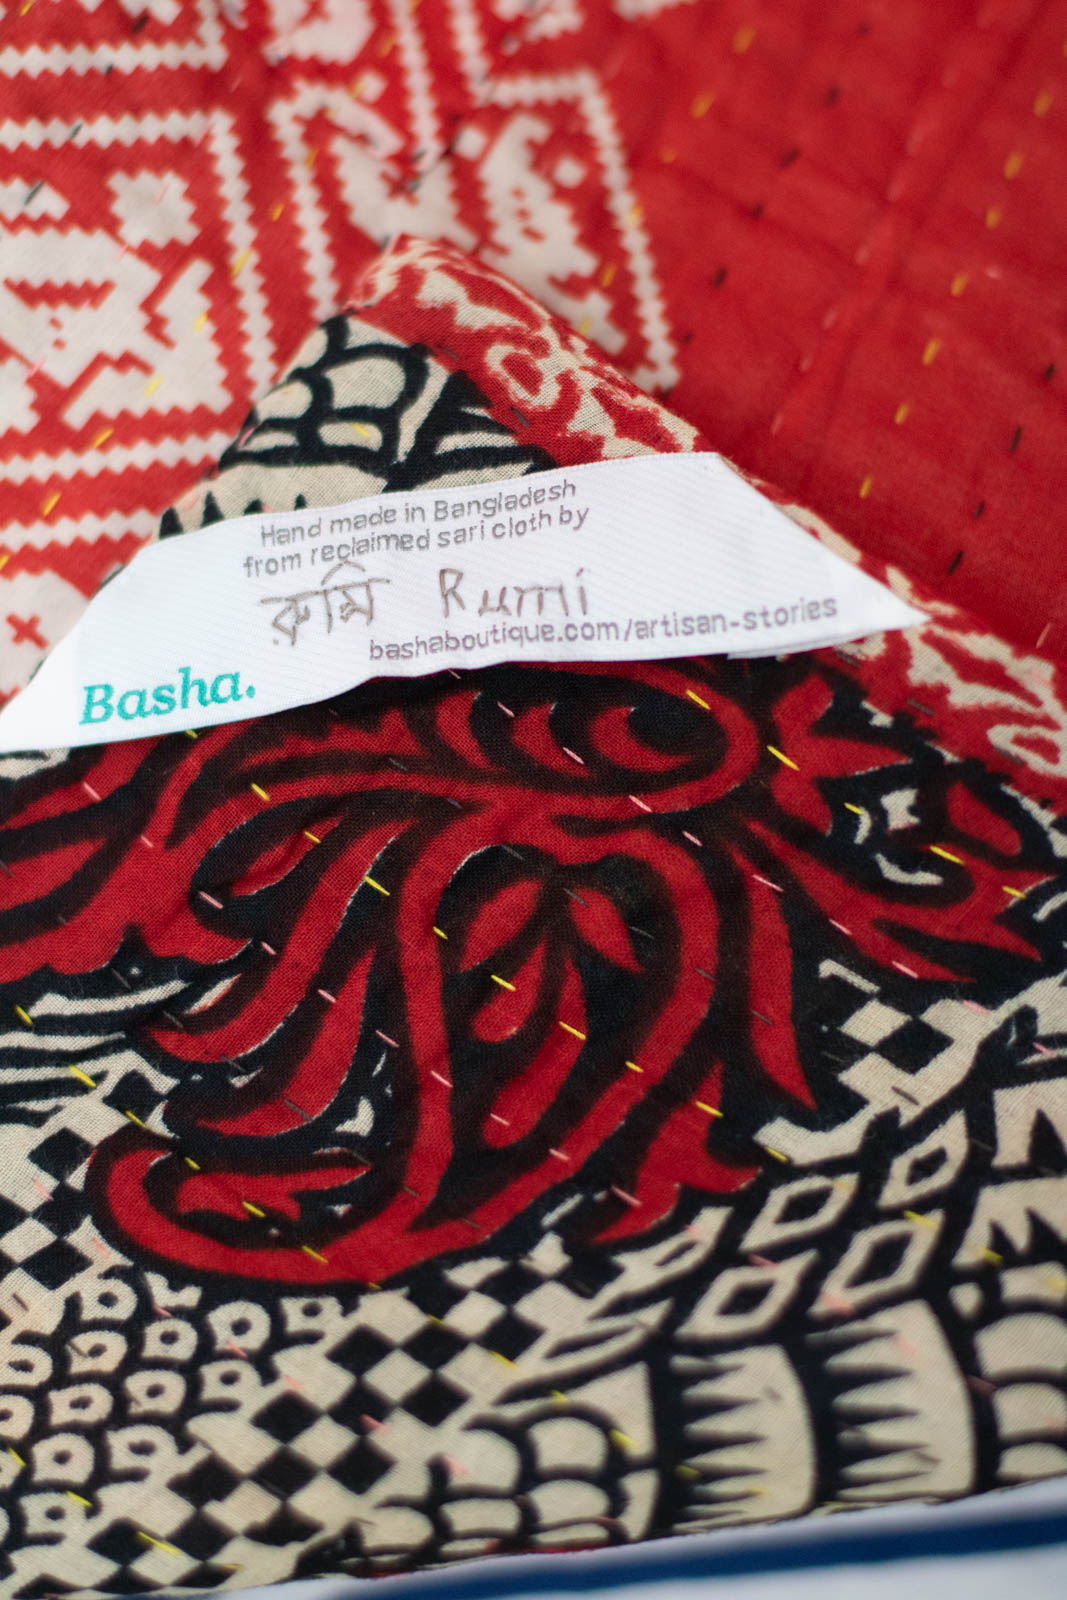 Hand made in Bangladesh
from reclaimed sari cloth by
রুমি Rumi
bashaboutique.com/artisan-stories
Basha.